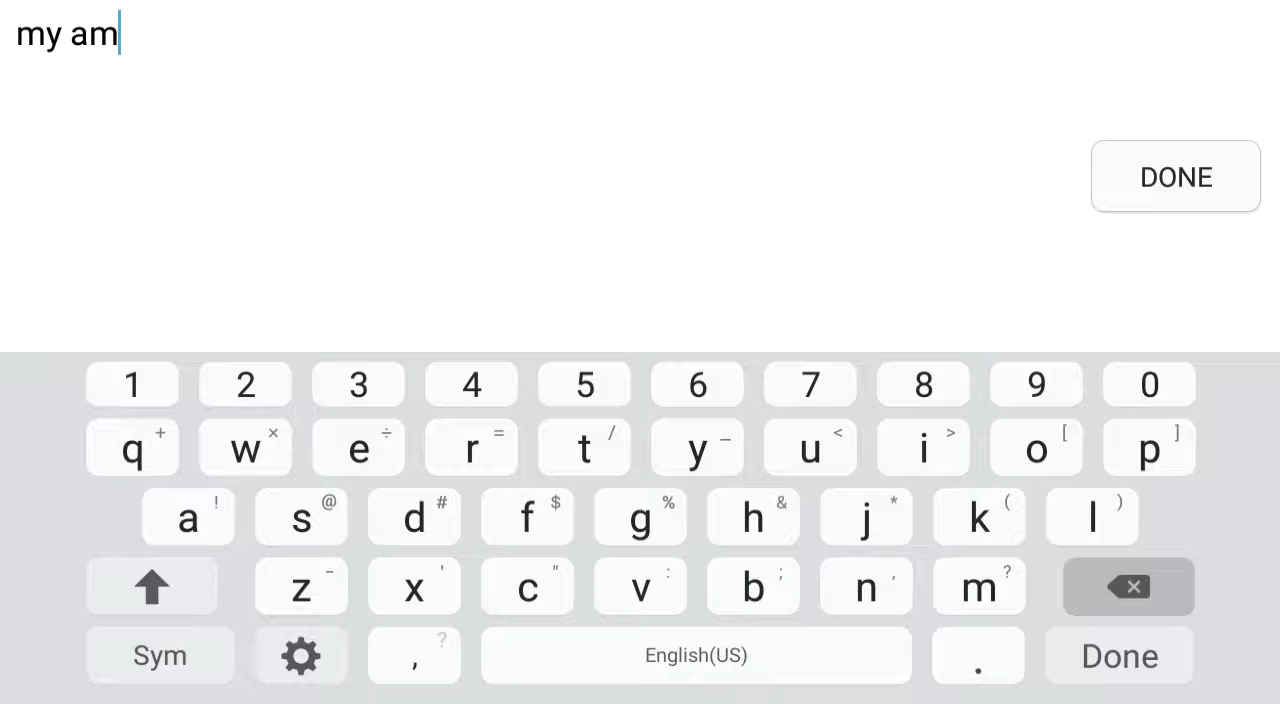 my am
DONE
1 2 3 4 5 6 7 8 9 0
q + w × e ÷ r = t / y _ u < i > o [ p ]
a ! s @ d # f $ g % h & j * k ( l )
z - x ' c " v : b ; n , m ?
Sym , ? English(US) . Done